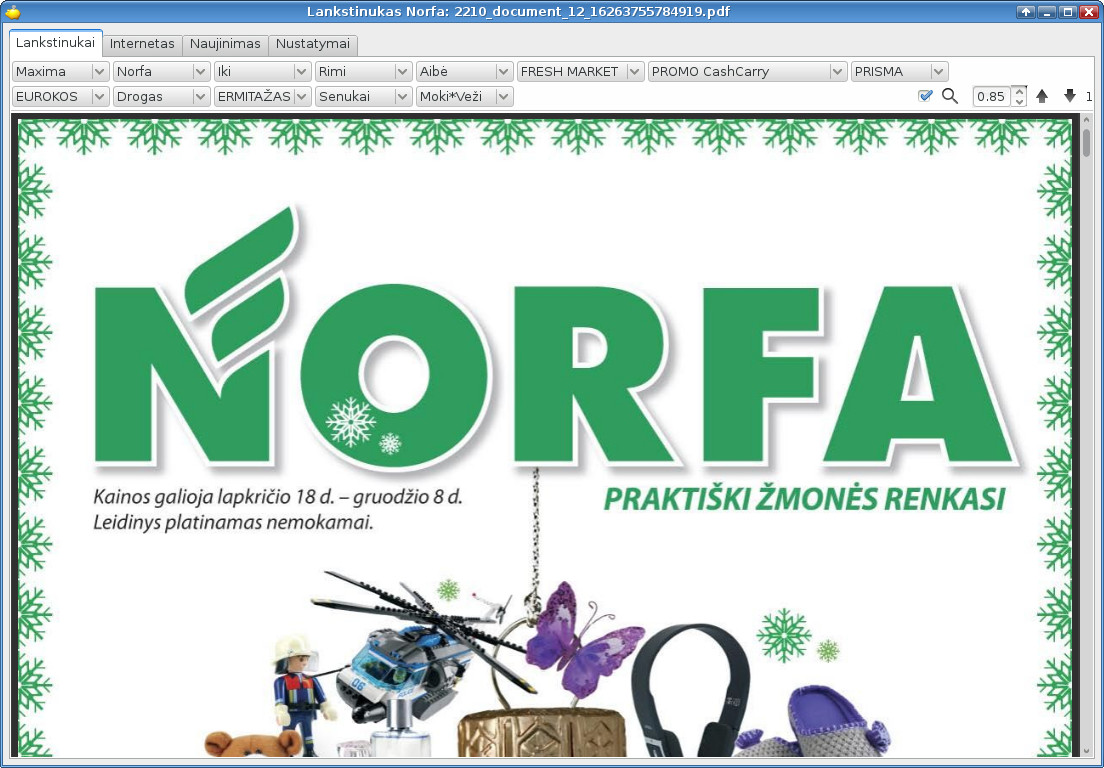 Lankstinukas Norfa: 2210_document_12_16263755784919.pdf
Lankstinukai Internetas Naujinimas Nustatymai
Maxima Norfa Iki Rimi Aibė FRESH MARKET PROMO CashCarry PRISMA
EUROKOS Drogas ERMITAŽAS Senukai Moki*Veži 0.85 1
NORFA
Kainos galioja lapkričio 18 d. – gruodžio 8 d.
Leidinys platinamas nemokamai.
PRAKTIŠKI ŽMONĖS RENKASI
06